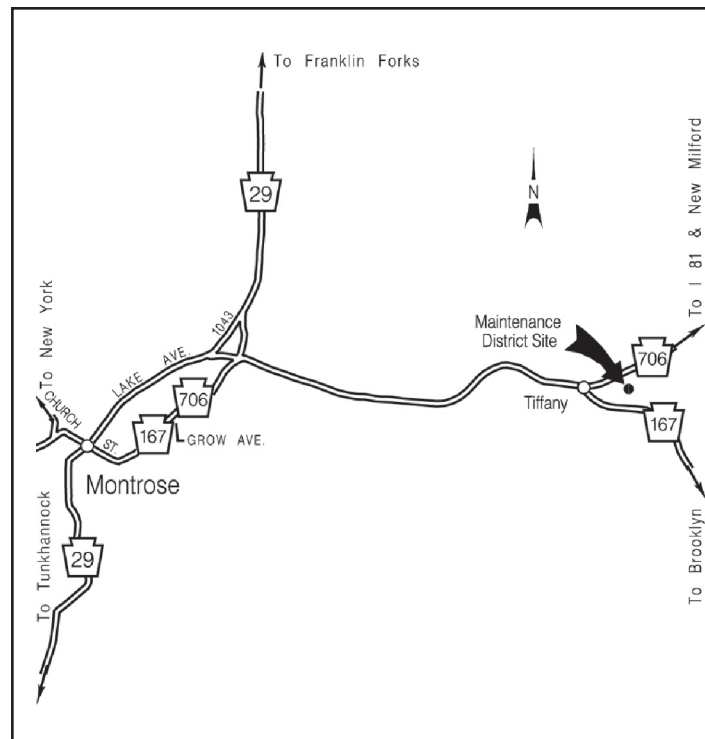 To Franklin Forks
29
N
To I 81 & New Milford
To New York
1043
Maintenance
District Site
706
LAKE AVE.
Tiffany
CHURCH ST.
706
167
167
GROW AVE.
Montrose
29
To Tunkhannock
To Brooklyn